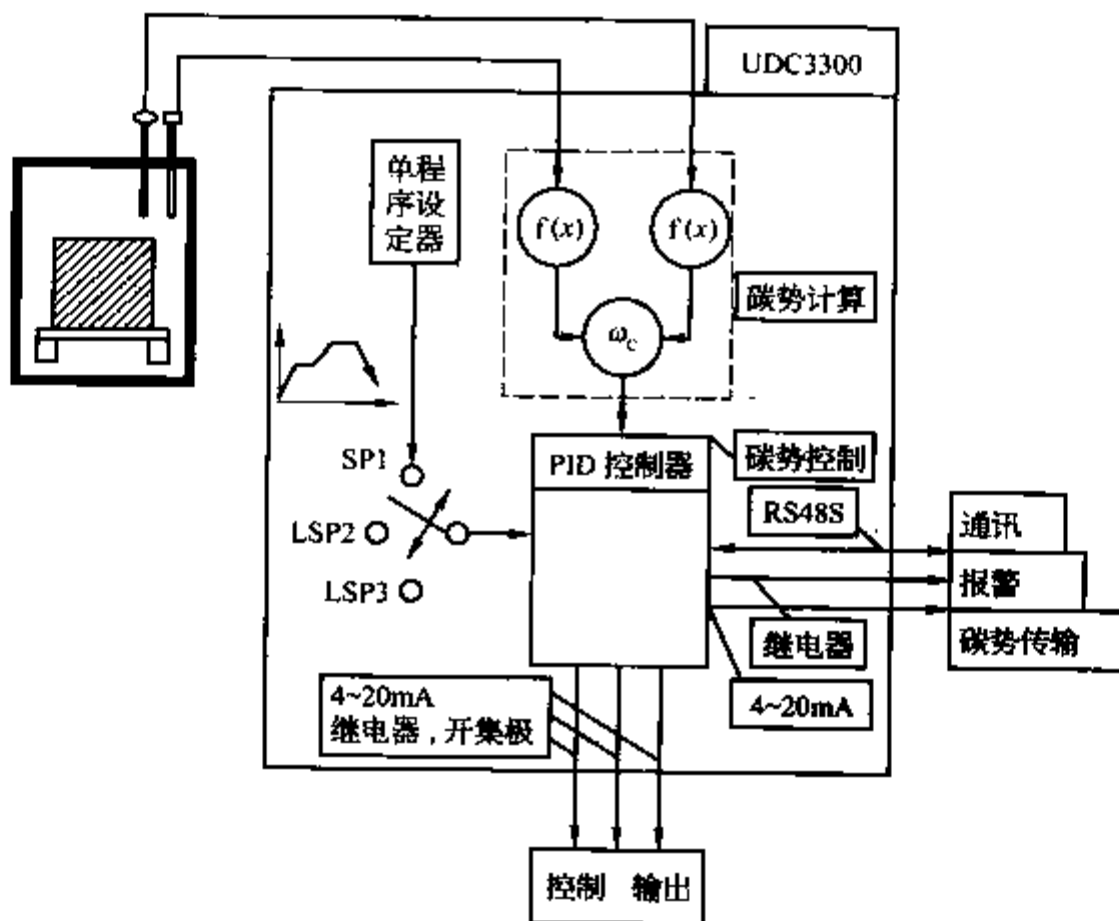 UDC3300
单程
序设
定器
f(x)
f(x)
碳势计算
ω_C
SP1
LSP2
LSP3
PID 控制器
碳势控制
RS48S
通讯
报警
碳势传输
继电器
4~20mA
4~20mA
继电器，开集极
控制 输出